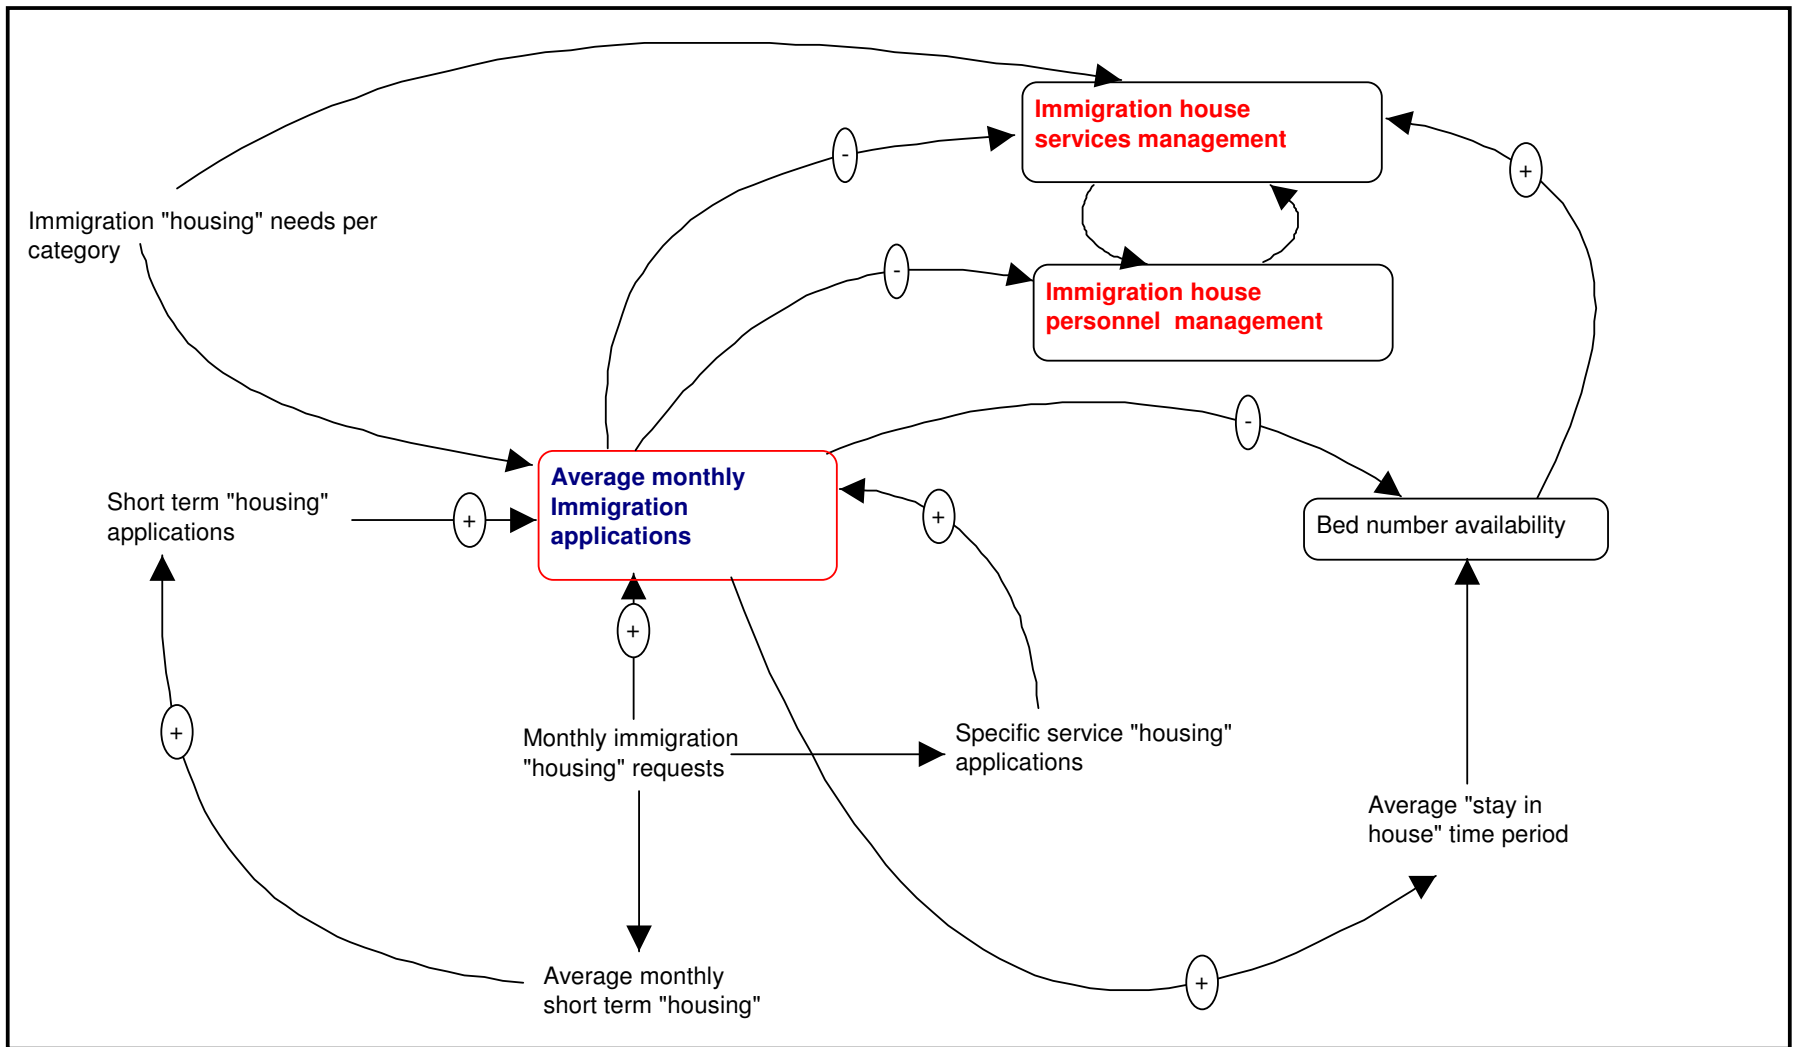 Immigration house
services management
-
+
Immigration "housing" needs per
category
-
Immigration house
personnel  management
-
Average monthly
Immigration
applications
Short term "housing"
applications
+
+
Bed number availability
+
+
Monthly immigration
"housing" requests
Specific service "housing"
applications
Average "stay in
house" time period
+
Average monthly
short term "housing"